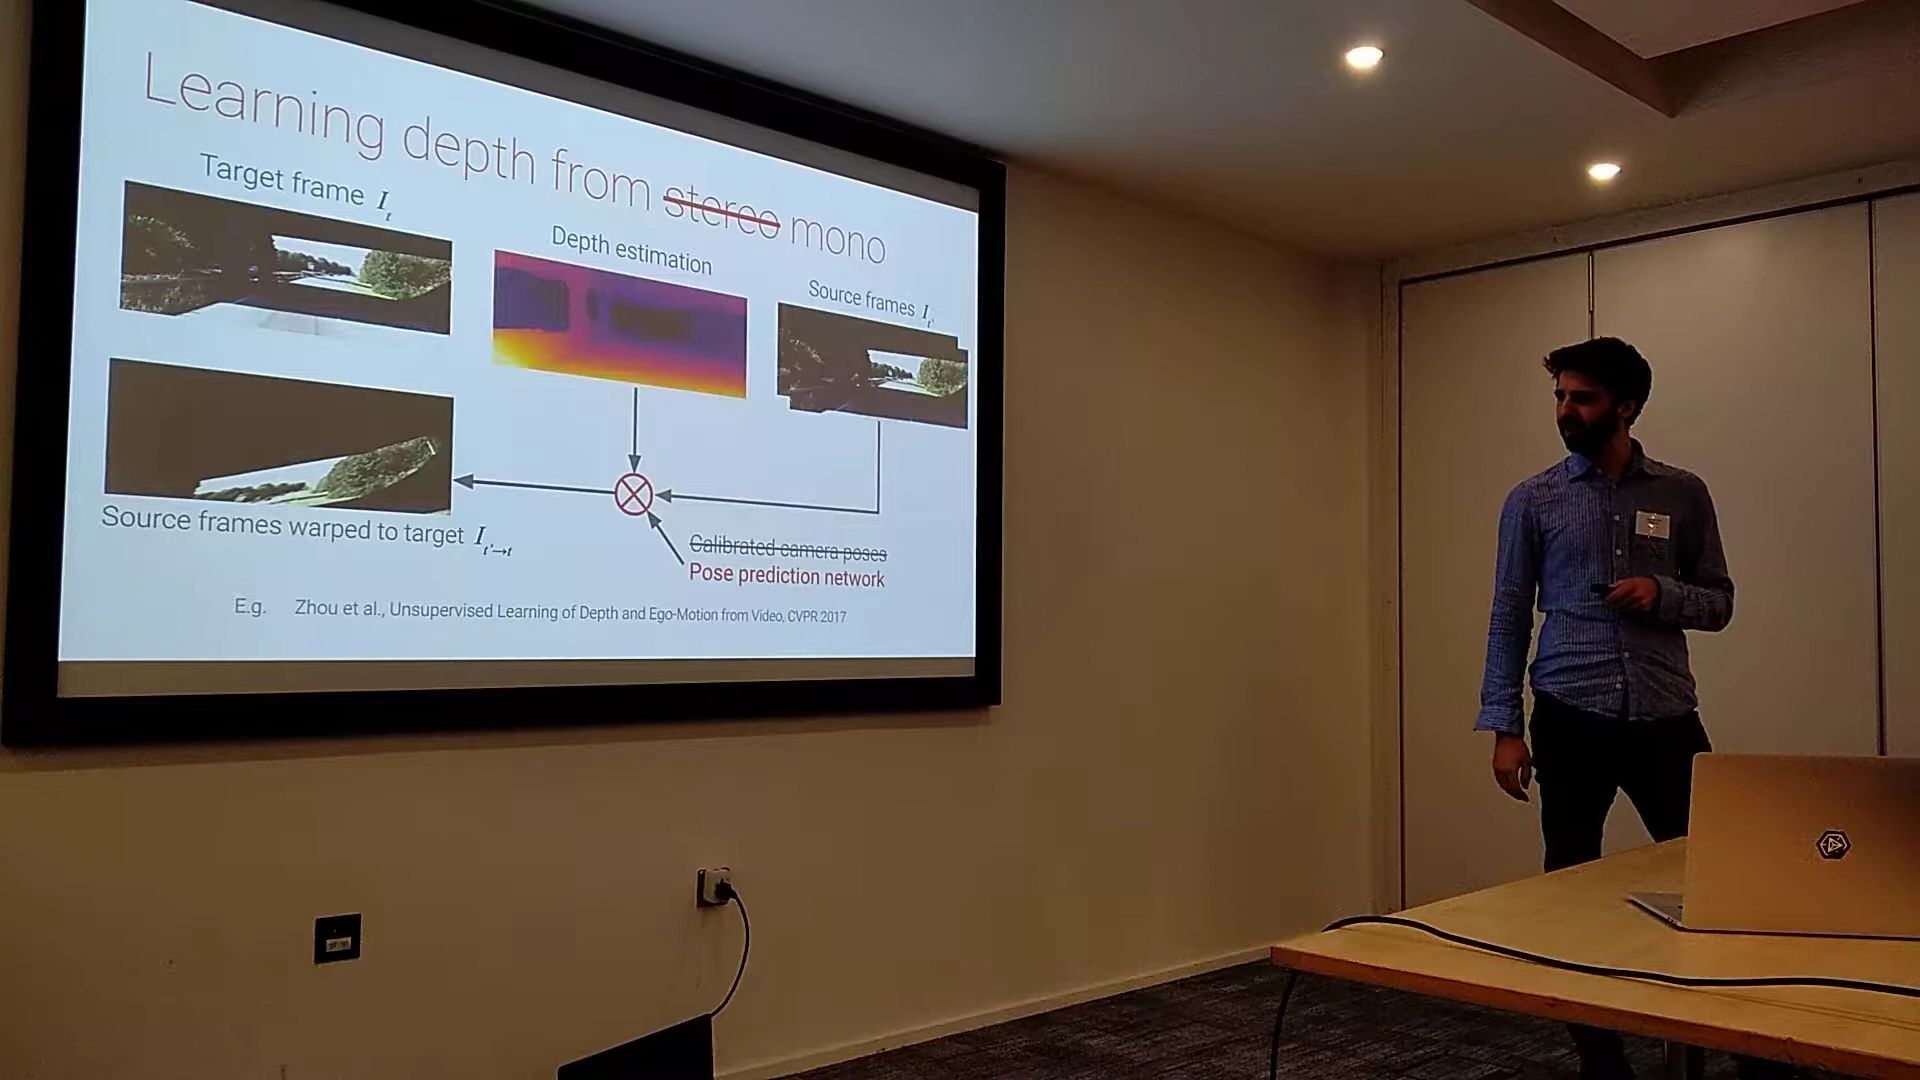 Learning depth from stereo mono
Target frame I_t
Depth estimation
Source frames I_t'
Source frames warped to target I_t'→t
Calibrated camera poses
Pose prediction network
E.g. Zhou et al., Unsupervised Learning of Depth and Ego-Motion from Video, CVPR 2017